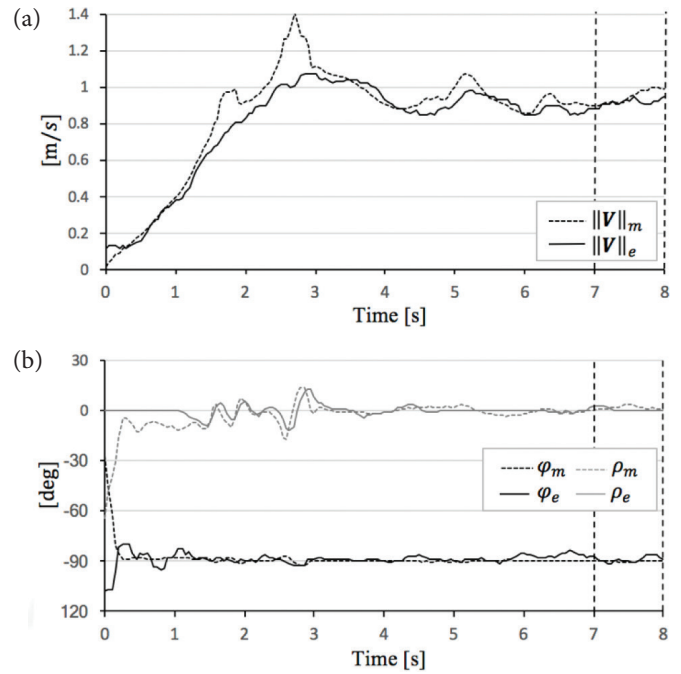 (a)
1.4
1.2
1
0.8
0.6
0.4
0.2
0
[m/s]
‖V‖m
‖V‖e
0 1 2 3 4 5 6 7 8
Time [s]
(b)
30
0
-30
-60
-90
120
[deg]
φm ρm
φe ρe
0 1 2 3 4 5 6 7 8
Time [s]